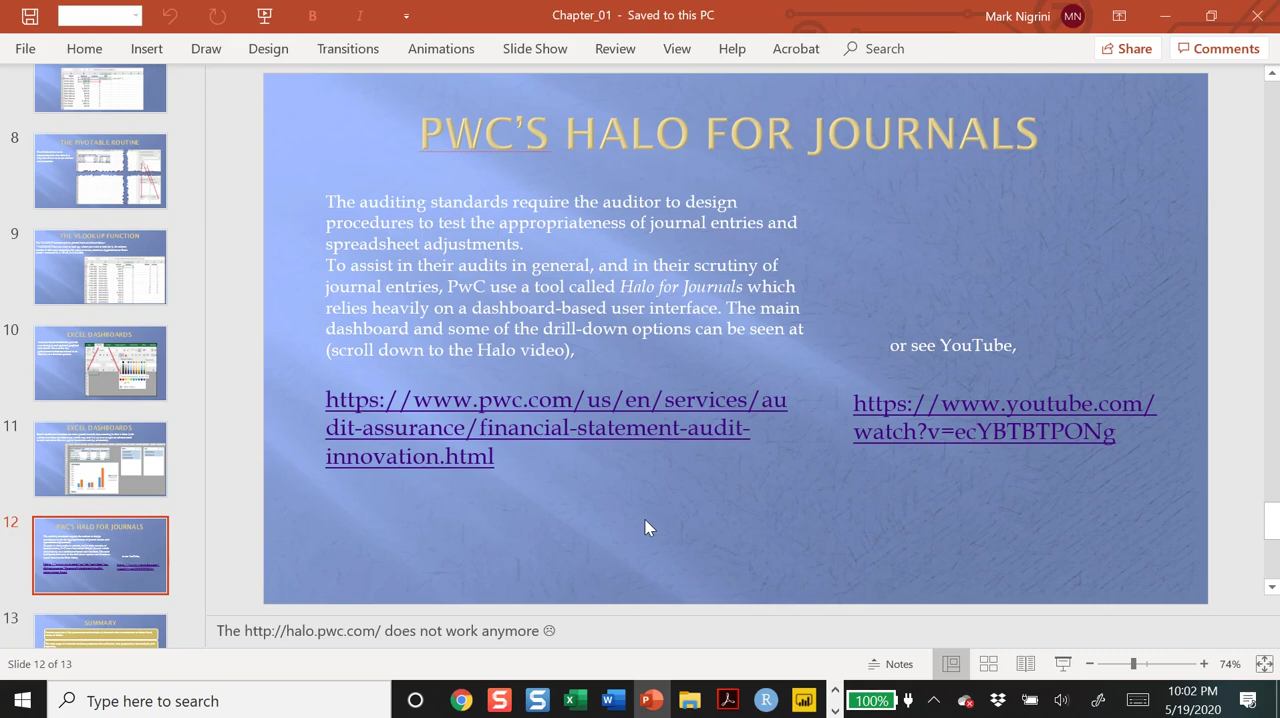 Chapter_01 - Saved to this PC
Mark Nigrini
MN
File Home Insert Draw Design Slide Show Transitions Animations Review View Help Acrobat Search
Share
Comments
8
THE PIVOTABLE ROUTINE
9
THE VLOOKUP FUNCTION
10
EXCEL DASHBOARDS
11
EXCEL DASHBOARDS
12
PWC'S HALO FOR JOURNALS
13
SUMMARY
PWC'S HALO FOR JOURNALS
The auditing standards require the auditor to design
procedures to test the appropriateness of journal entries and
spreadsheet adjustments.
To assist in their audits in general, and in their scrutiny of
journal entries, PwC use a tool called Halo for Journals which
relies heavily on a dashboard-based user interface. The main
dashboard and some of the drill-down options can be seen at
(scroll down to the Halo video),
https://www.pwc.com/us/en/services/au
dit-assurance/financial-statement-audit-
innovation.html
or see YouTube,
https://www.youtube.com/
watch?v=ecYBTBTPONg
The http://halo.pwc.com/ does not work anymore ☹
Slide 12 of 13
Notes
74%
Type here to search
100%
10:02 PM
5/19/2020